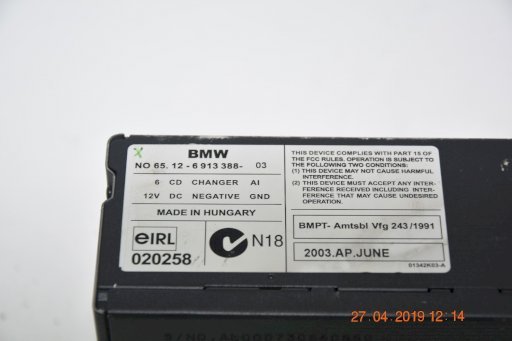 BMW
NO 65. 12 - 6 913 388- 03
6 CD CHANGER AI
12V DC NEGATIVE GND
MADE IN HUNGARY
eIRL
020258
N18
THIS DEVICE COMPLIES WITH PART 15 OF
THE FCC RULES, OPERATION IS SUBJECT TO
THE FOLLOWING TWO CONDITIONS:
(1) THIS DEVICE MAY NOT CAUSE HARMFUL
INTERFERENCE.
(2) THIS DEVICE MUST ACCEPT ANY INTER-
FERENCE RECEIVED INCLUDING INTER-
FERENCE THAT MAY CAUSE UNDESIRED
OPERATION.
BMPT- Amtsbl Vfg 243/1991
2003.AP.JUNE
01342K03-A
27 04 2019 12 14